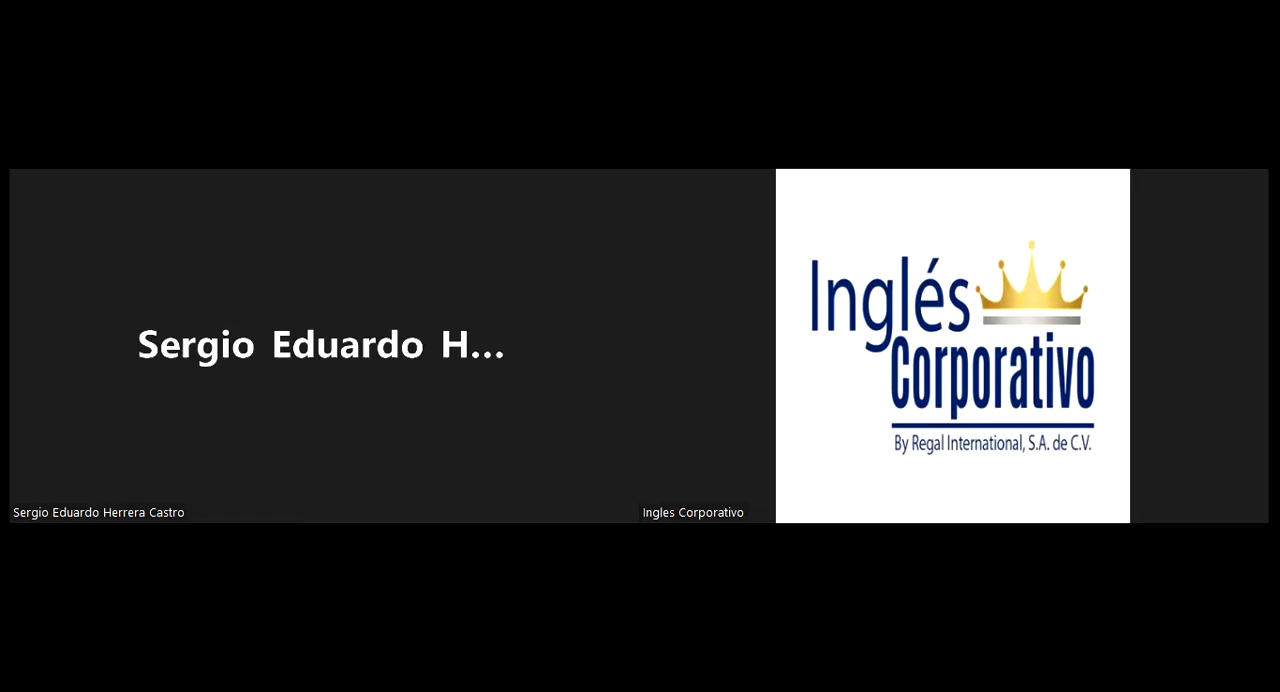 Sergio Eduardo H...
Sergio Eduardo Herrera Castro
Inglés
Corporativo
By Regal International, S.A. de C.V.
Ingles Corporativo